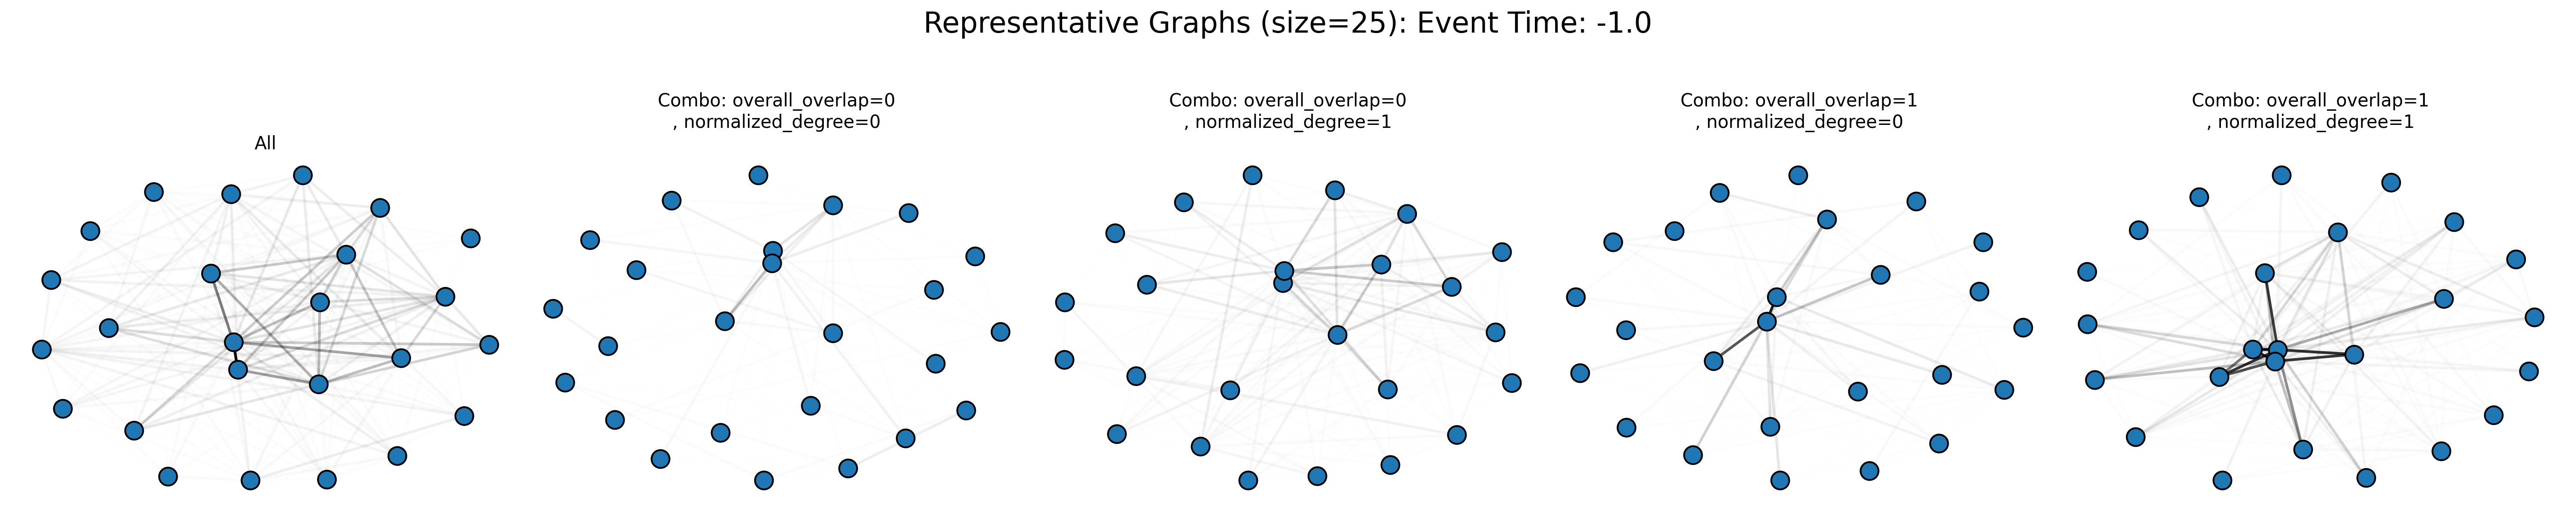 Representative Graphs (size=25): Event Time: -1.0
All
Combo: overall_overlap=0
, normalized_degree=0
Combo: overall_overlap=0
, normalized_degree=1
Combo: overall_overlap=1
, normalized_degree=0
Combo: overall_overlap=1
, normalized_degree=1